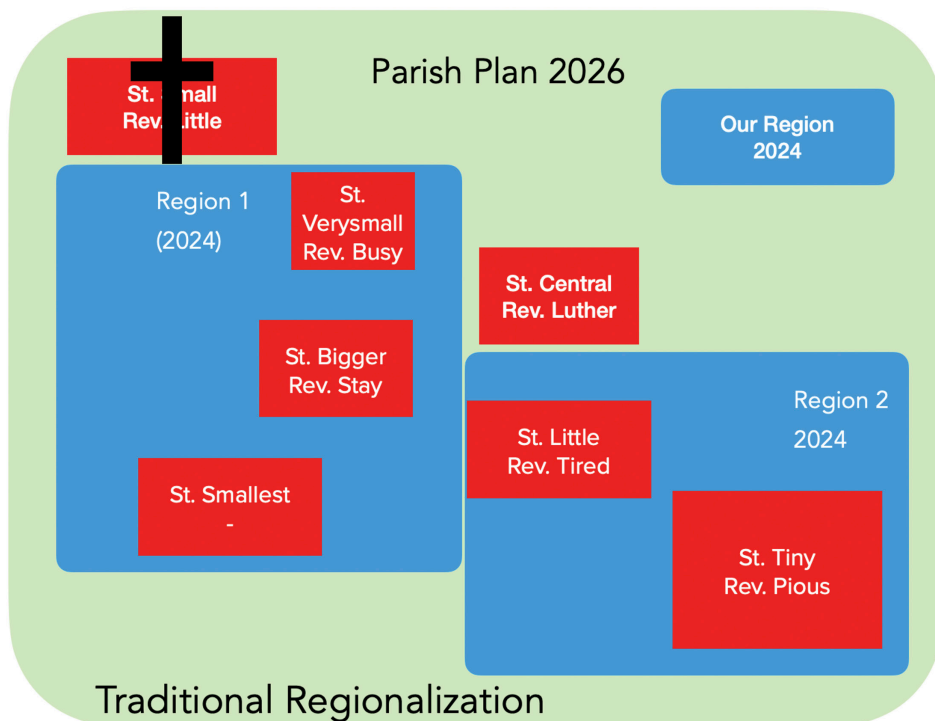 Parish Plan 2026
St. Small
Rev. Little
Our Region
2024
Region 1
(2024)
St.
Verysmall
Rev. Busy
St. Central
Rev. Luther
St. Bigger
Rev. Stay
Region 2
2024
St. Little
Rev. Tired
St. Smallest
-
St. Tiny
Rev. Pious
Traditional Regionalization